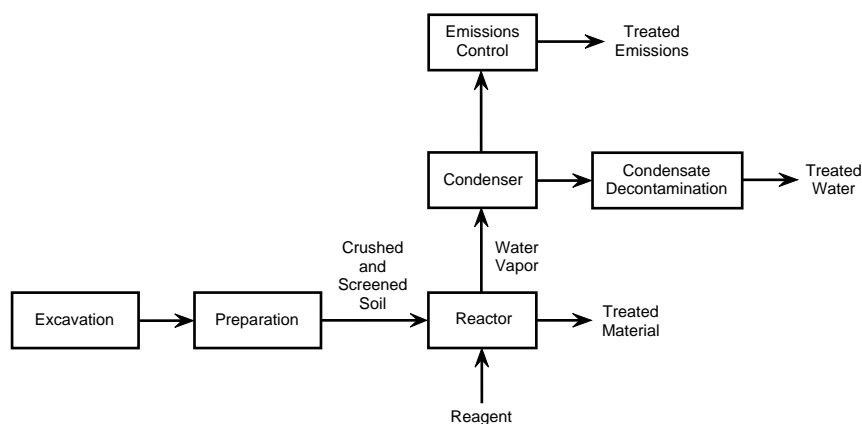 Emissions
Control
Treated
Emissions
Condenser
Condensate
Decontamination
Treated
Water
Crushed
and
Screened
Soil
Water
Vapor
Excavation
Preparation
Reactor
Treated
Material
Reagent